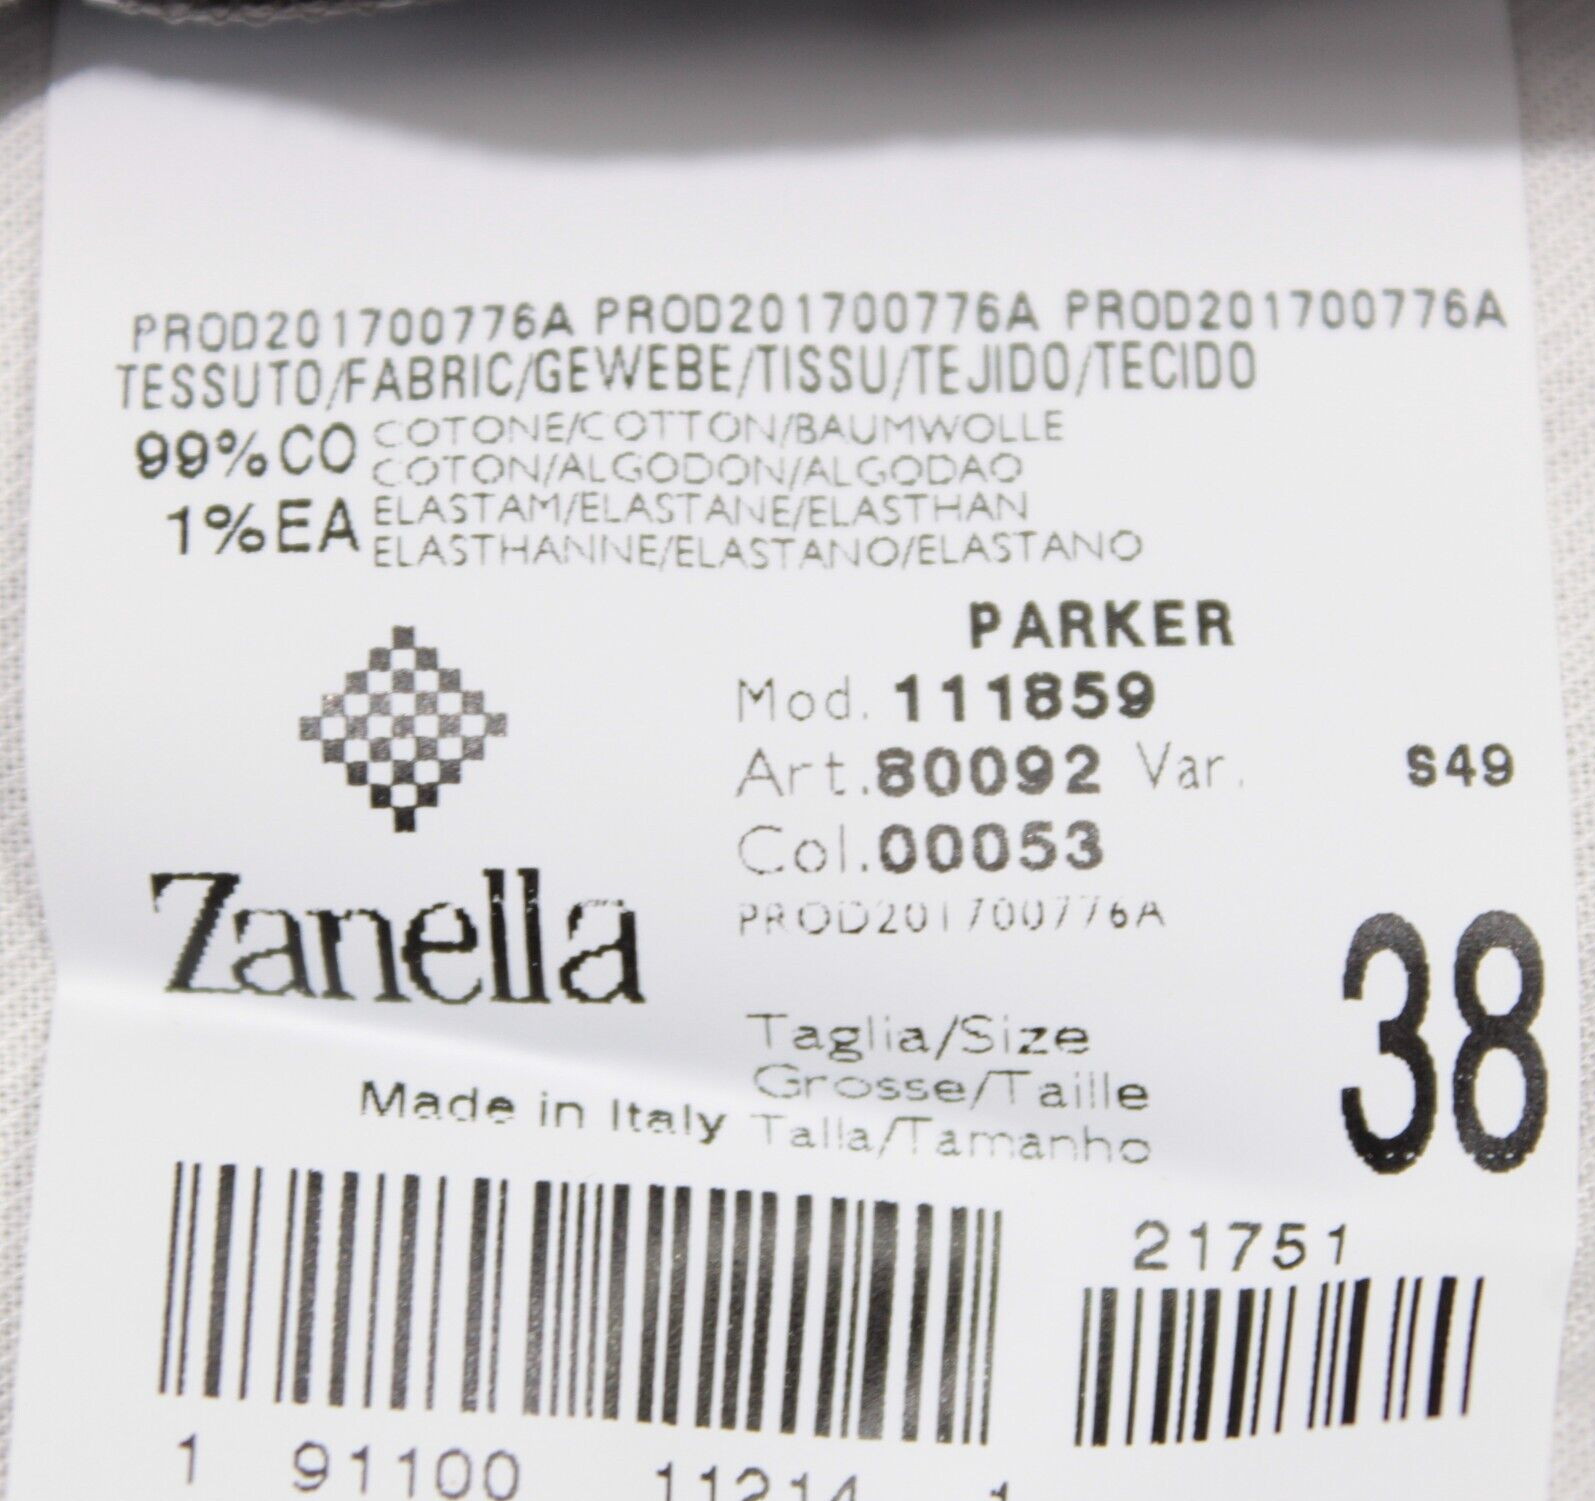 PROD201700776A PROD201700776A PROD201700776A
TESSUTO/FABRIC/GEWEBE/TISSU/TEJIDO/TECIDO
99%CO COTONE/COTTON/BAUMWOLLE
COTON/ALGODON/ALGODAO
1%EA ELASTAM/ELASTANE/ELASTHAN
ELASTHANNE/ELASTANO/ELASTANO
PARKER
Mod. 111859
Art.80092 Var. S49
Col.00053
PROD201700776A
Zanella
38
Taglia/Size
Grosse/Taille
Made in Italy Talla/Tamanho
21751
1 91100 11214 1